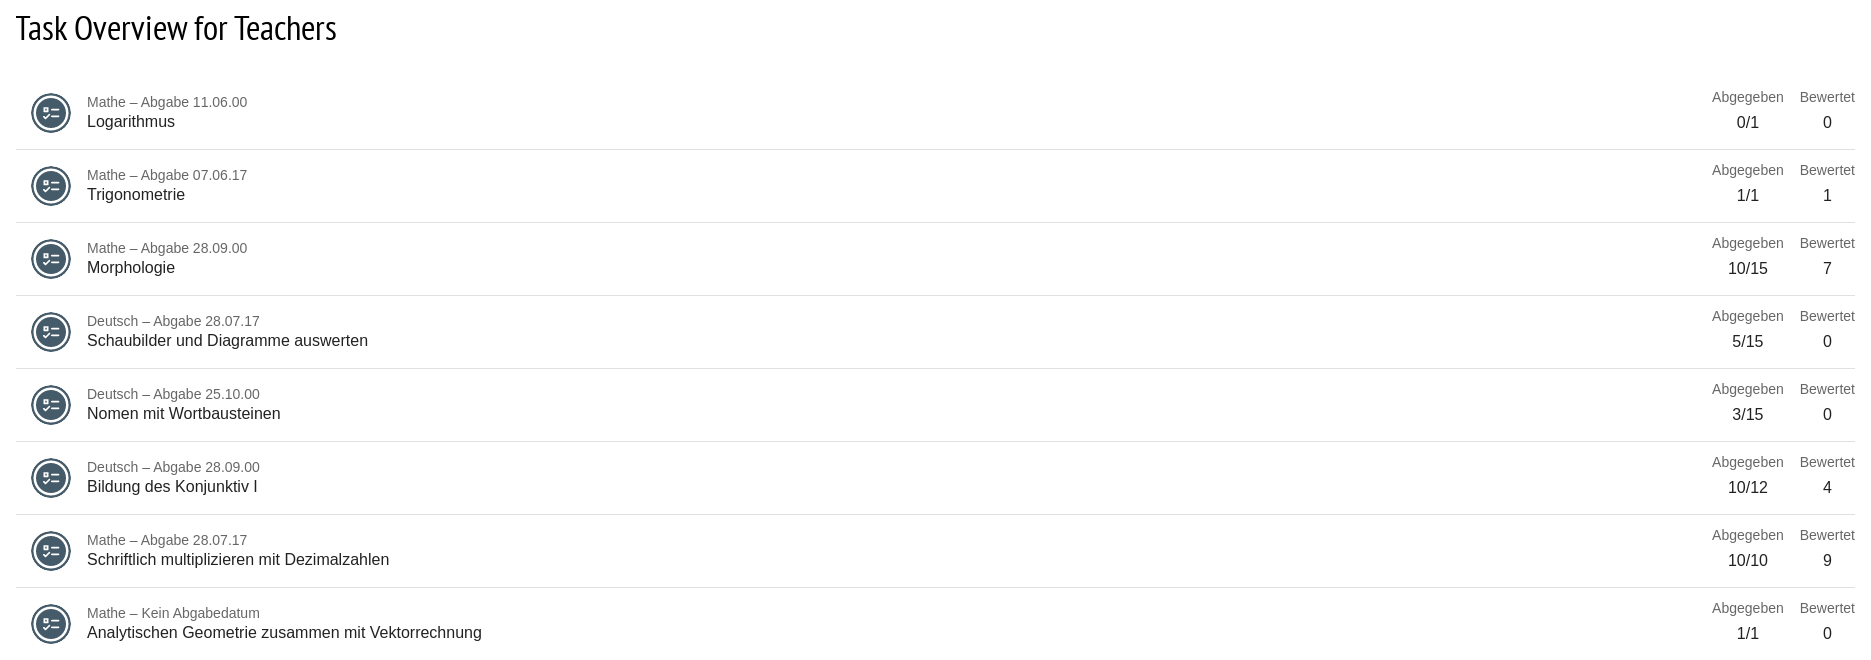 Task Overview for Teachers
Mathe – Abgabe 11.06.00
Logarithmus
Abgegeben Bewertet
0/1 0
Mathe – Abgabe 07.06.17
Trigonometrie
Abgegeben Bewertet
1/1 1
Mathe – Abgabe 28.09.00
Morphologie
Abgegeben Bewertet
10/15 7
Deutsch – Abgabe 28.07.17
Schaubilder und Diagramme auswerten
Abgegeben Bewertet
5/15 0
Deutsch – Abgabe 25.10.00
Nomen mit Wortbausteinen
Abgegeben Bewertet
3/15 0
Deutsch – Abgabe 28.09.00
Bildung des Konjunktiv I
Abgegeben Bewertet
10/12 4
Mathe – Abgabe 28.07.17
Schriftlich multiplizieren mit Dezimalzahlen
Abgegeben Bewertet
10/10 9
Mathe – Kein Abgabedatum
Analytischen Geometrie zusammen mit Vektorrechnung
Abgegeben Bewertet
1/1 0